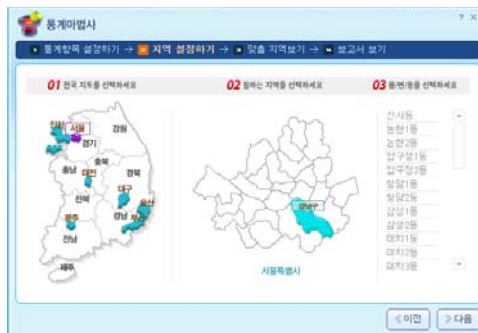 통계마법사
? ×
통계항목 설정하기 → 지역 설정하기 → 맞춤 지역보기 → 보고서 보기
01 전국 지도를 선택하세요
02 원하는 지역을 선택하세요
03 읍/면/동을 선택하세요
인천
서울
강원
경기
충북
충남
대전
경북
전북
대구
울산
경남
부산
광주
전남
제주
강남구
서울특별시
신사동
논현1동
논현2동
압구정1동
압구정2동
청담1동
청담2동
삼성1동
삼성2동
대치1동
대치2동
대치3동
이전
다음